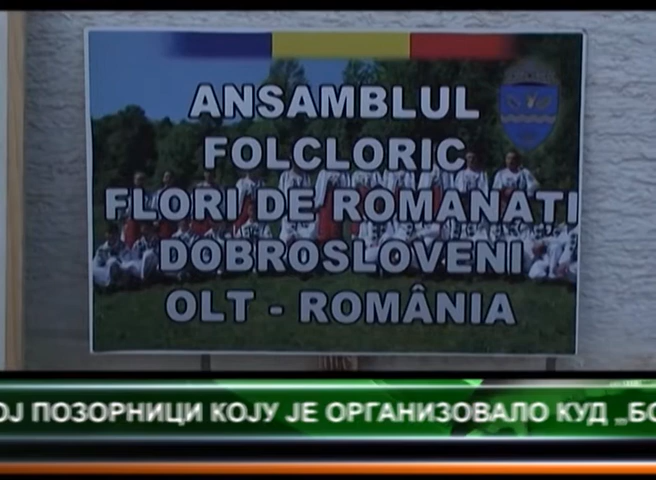 ANSAMBLUL
FOLCLORIC
FLORI DE ROMANATI
DOBROSLOVENI
OLT - ROMÂNIA
ОЈ ПОЗОРНИЦИ КОЈУ ЈЕ ОРГАНИЗОВАЛО КУД „БО